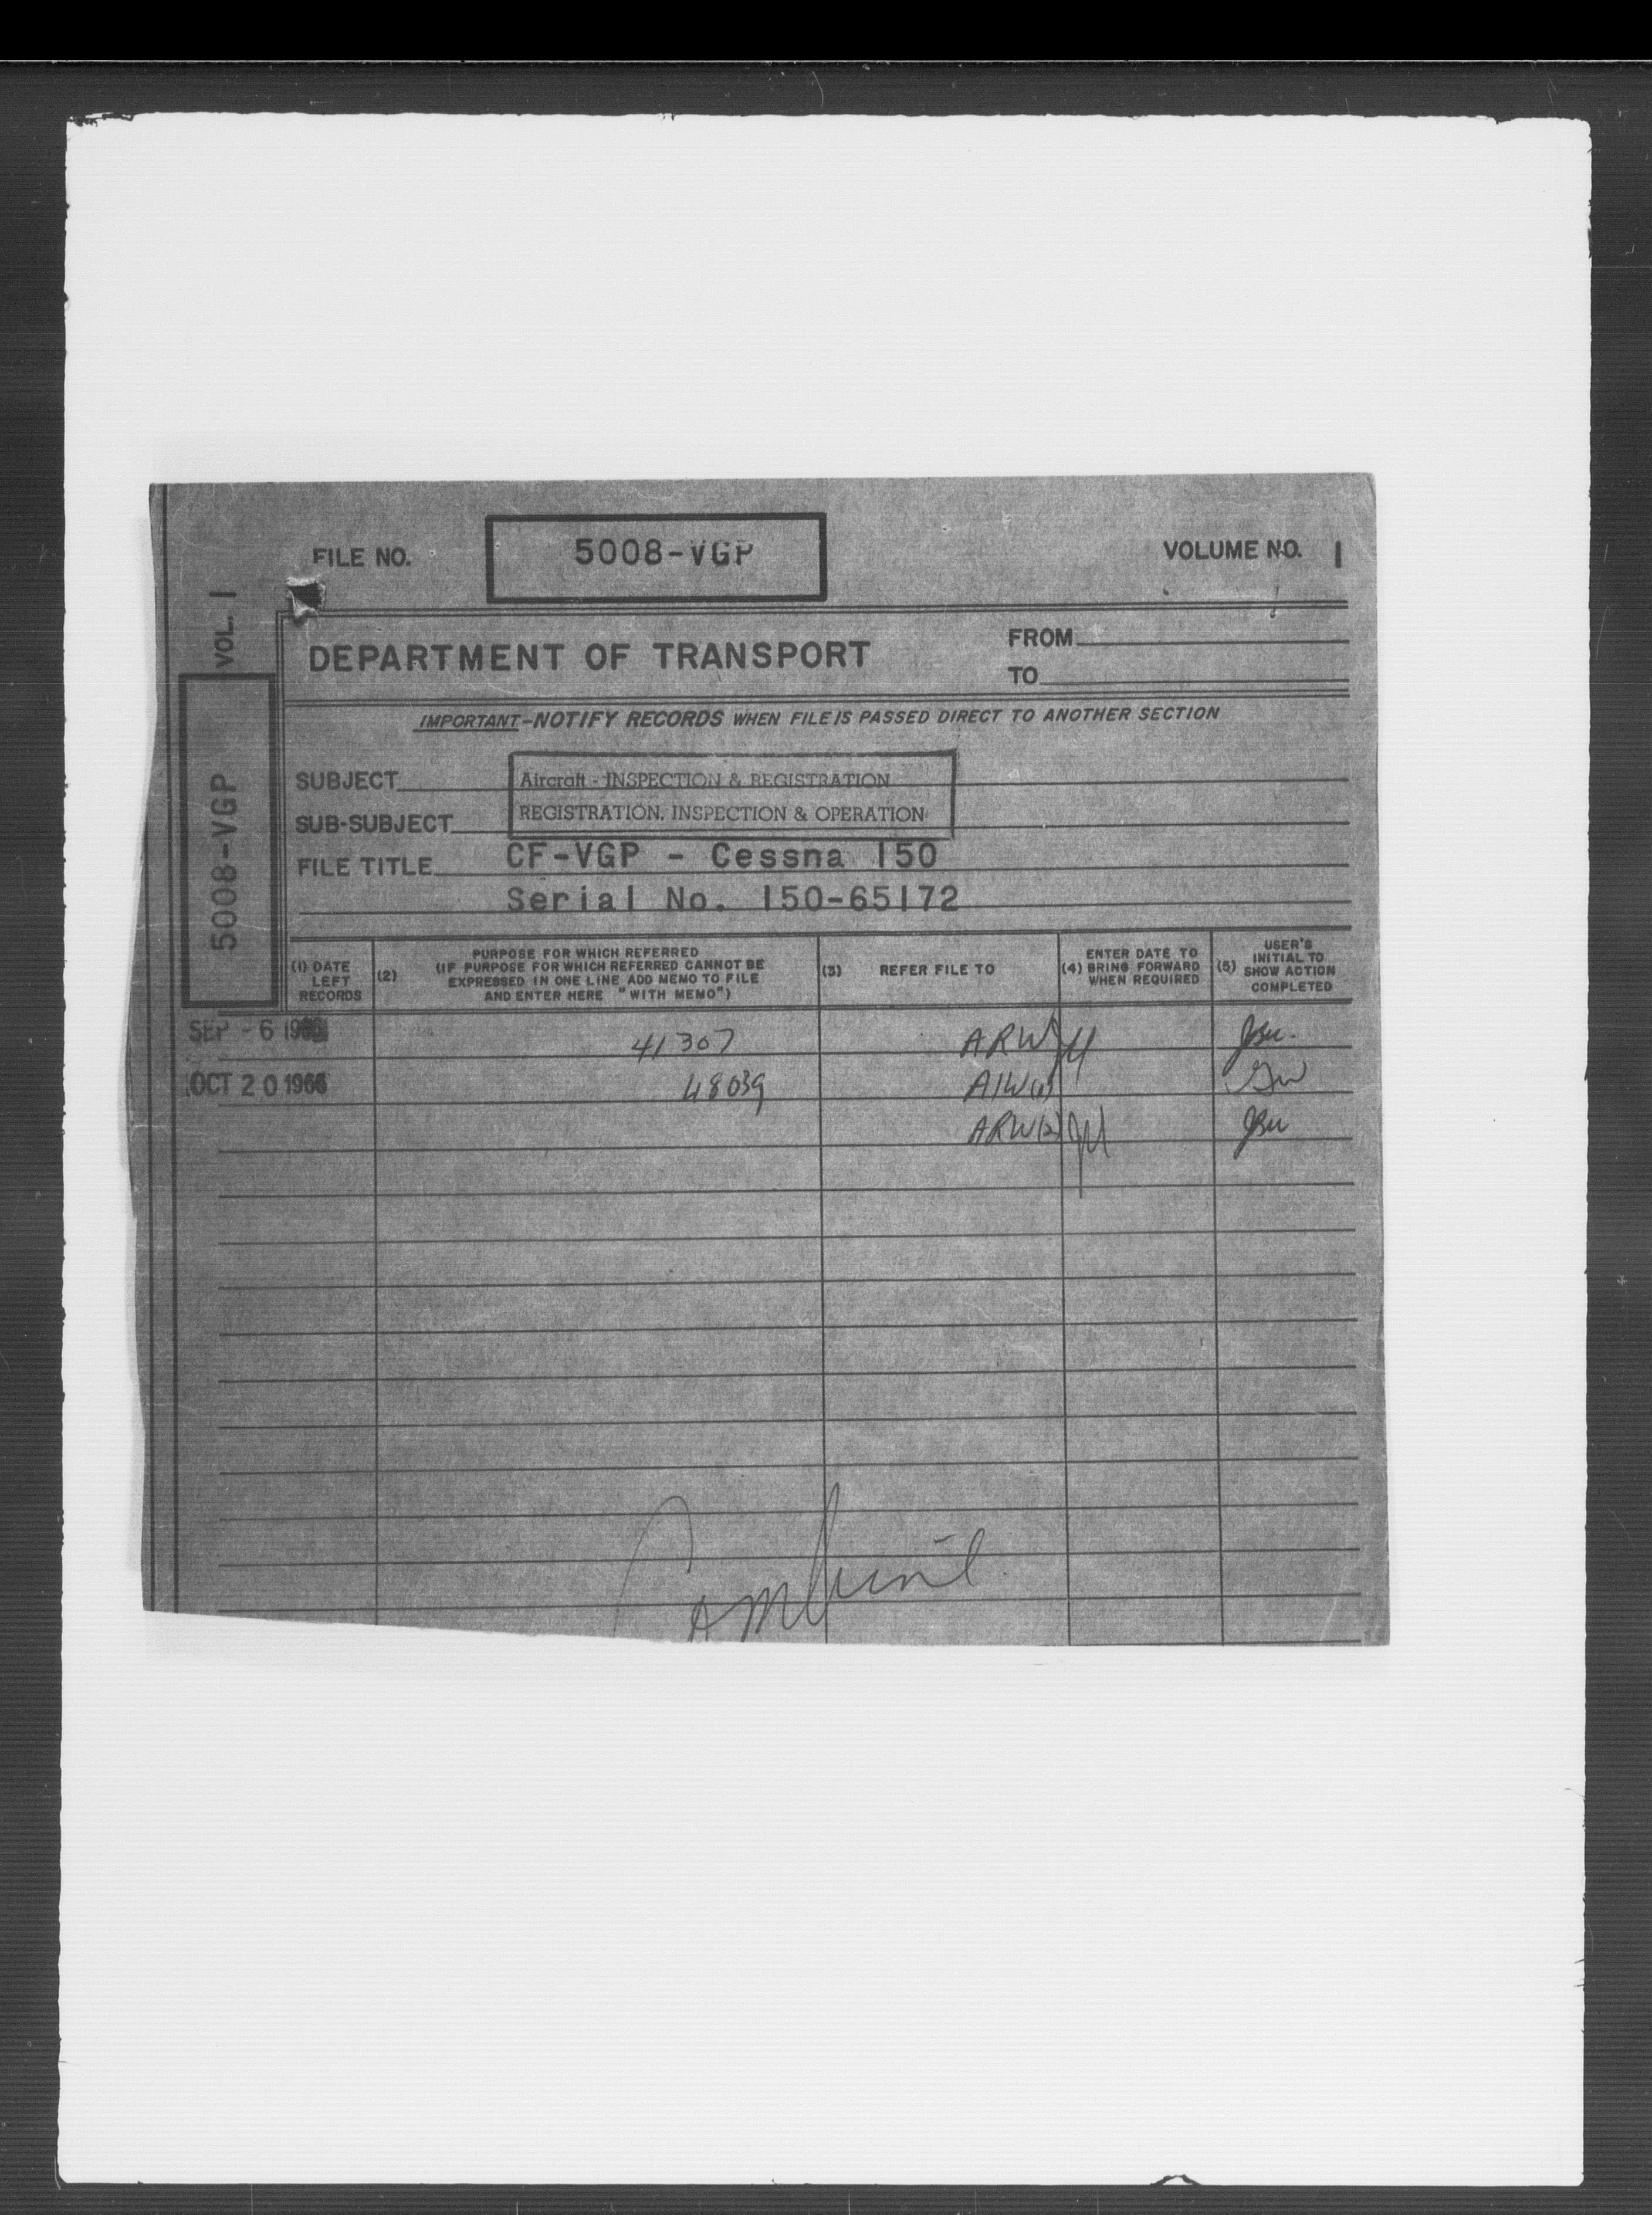 FILE NO. 5008-VGP VOLUME NO. 1
VOL. 1
5008-VGP
DEPARTMENT OF TRANSPORT
FROM
TO
IMPORTANT-NOTIFY RECORDS WHEN FILE IS PASSED DIRECT TO ANOTHER SECTION
SUBJECT Aircraft - INSPECTION & REGISTRATION
SUB-SUBJECT REGISTRATION, INSPECTION & OPERATION
FILE TITLE CF-VGP - Cessna 150
Serial No. 150-65172
(1) DATE LEFT RECORDS
(2) PURPOSE FOR WHICH REFERRED
(IF PURPOSE FOR WHICH REFERRED CANNOT BE
EXPRESSED IN ONE LINE ADD MEMO TO FILE
AND ENTER HERE "WITH MEMO")
(3) REFER FILE TO
(4) ENTER DATE TO BRING FORWARD WHEN REQUIRED
(5) USER'S INITIAL TO SHOW ACTION COMPLETED
SEP - 6 41307 ARW
OCT 20 1966 48039 A1W(1)
ARW(2)